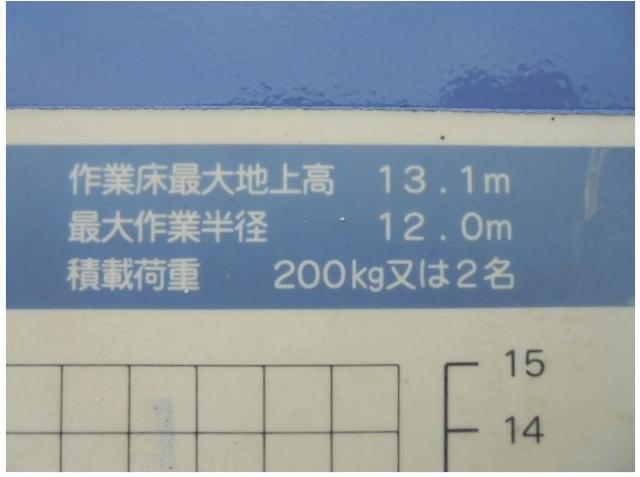 作業床最大地上高 13.1m
最大作業半径 12.0m
積載荷重 200kg又は2名
15
14